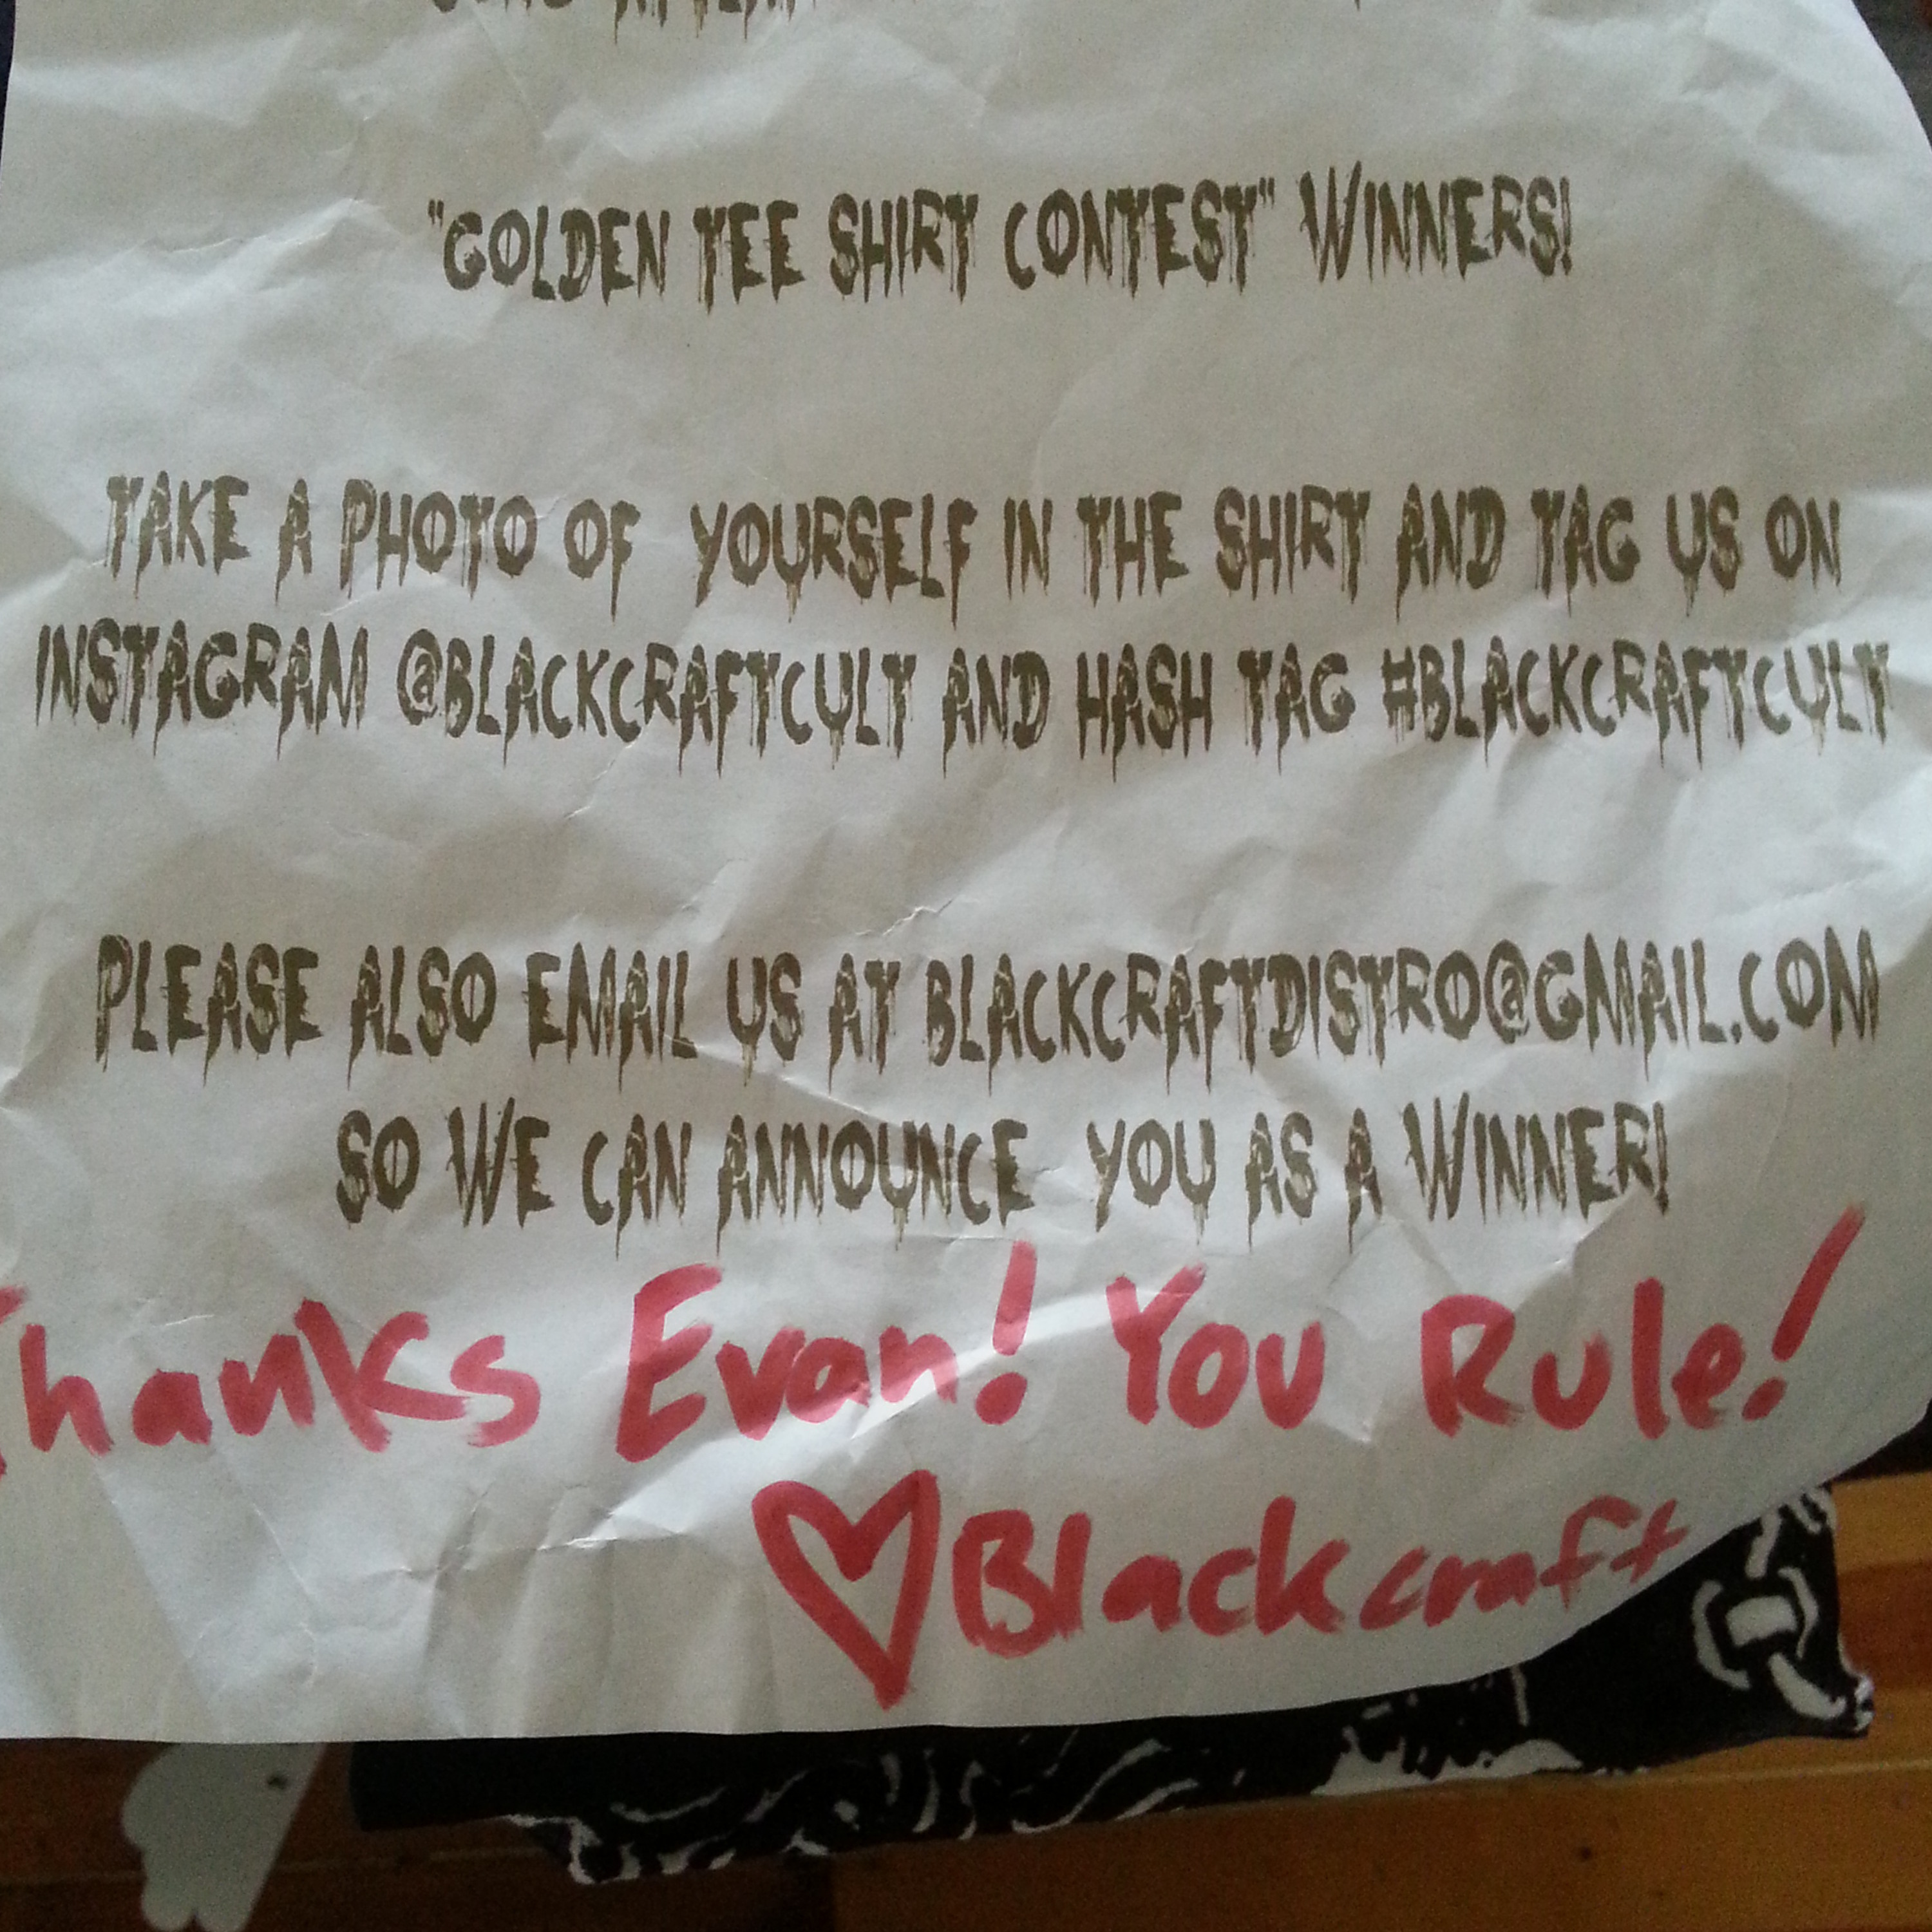 "GOLDEN TEE SHIRT CONTEST" WINNERS!
TAKE A PHOTO OF YOURSELF IN THE SHIRT AND TAG US ON
INSTAGRAM @BLACKCRAFTCULT AND HASH TAG #BLACKCRAFTCULT
PLEASE ALSO EMAIL US AT BLACKCRAFTDISTRO@GMAIL.COM
SO WE CAN ANNOUNCE YOU AS A WINNER!
Thanks Evan! You Rule!
♡Blackcraft